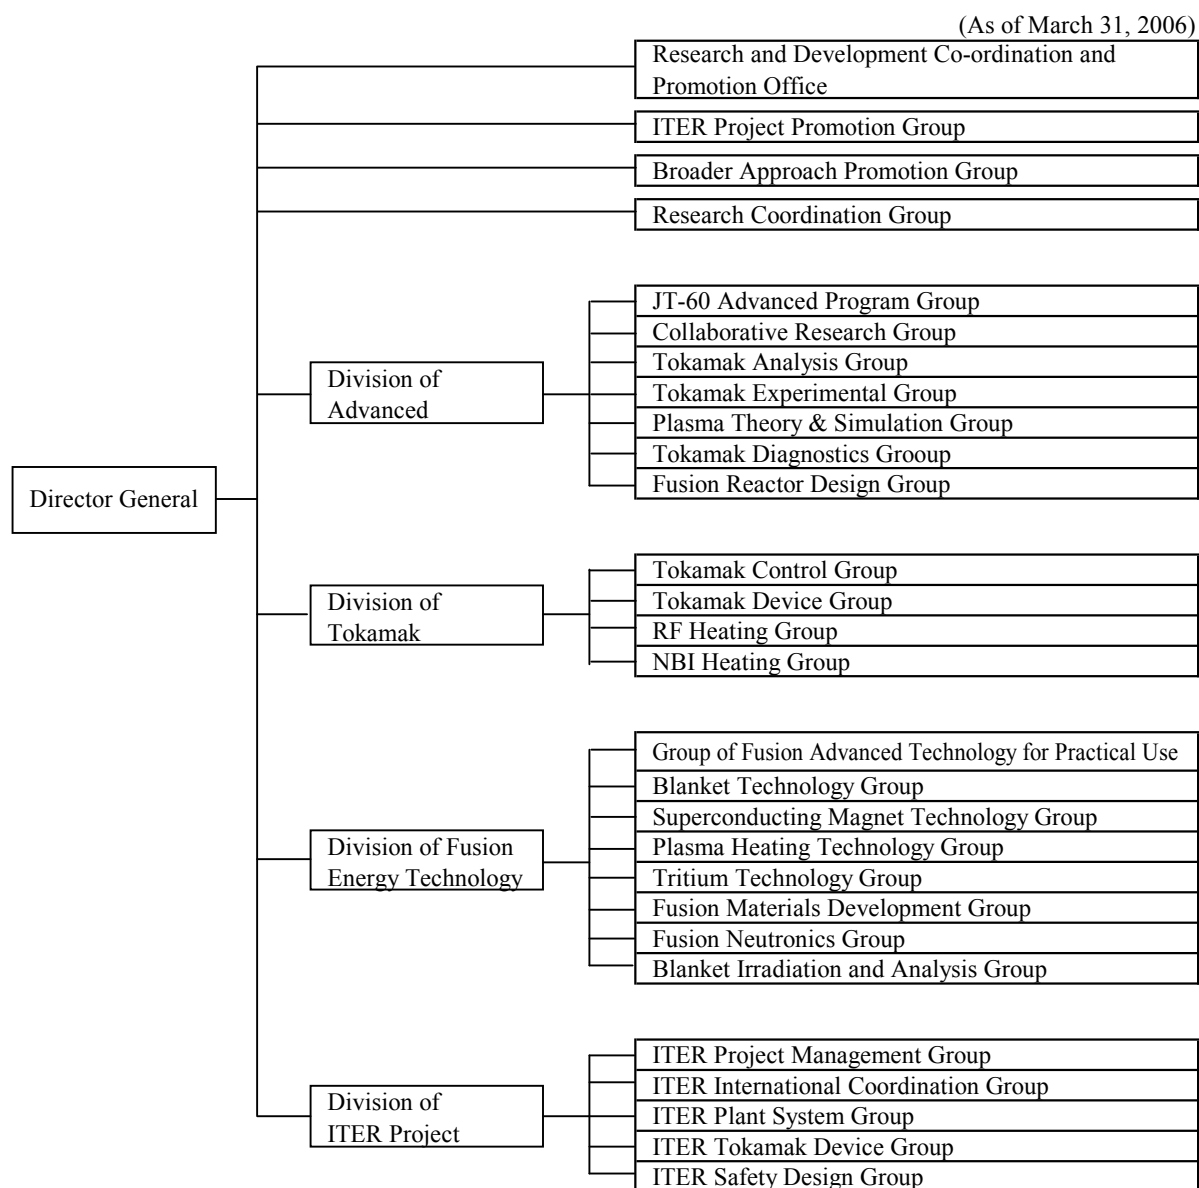 (As of March 31, 2006)
Research and Development Co-ordination and
Promotion Office
ITER Project Promotion Group
Broader Approach Promotion Group
Research Coordination Group
Division of
Advanced
JT-60 Advanced Program Group
Collaborative Research Group
Tokamak Analysis Group
Tokamak Experimental Group
Plasma Theory & Simulation Group
Tokamak Diagnostics Grooup
Fusion Reactor Design Group
Director General
Division of
Tokamak
Tokamak Control Group
Tokamak Device Group
RF Heating Group
NBI Heating Group
Division of Fusion
Energy Technology
Group of Fusion Advanced Technology for Practical Use
Blanket Technology Group
Superconducting Magnet Technology Group
Plasma Heating Technology Group
Tritium Technology Group
Fusion Materials Development Group
Fusion Neutronics Group
Blanket Irradiation and Analysis Group
Division of
ITER Project
ITER Project Management Group
ITER International Coordination Group
ITER Plant System Group
ITER Tokamak Device Group
ITER Safety Design Group